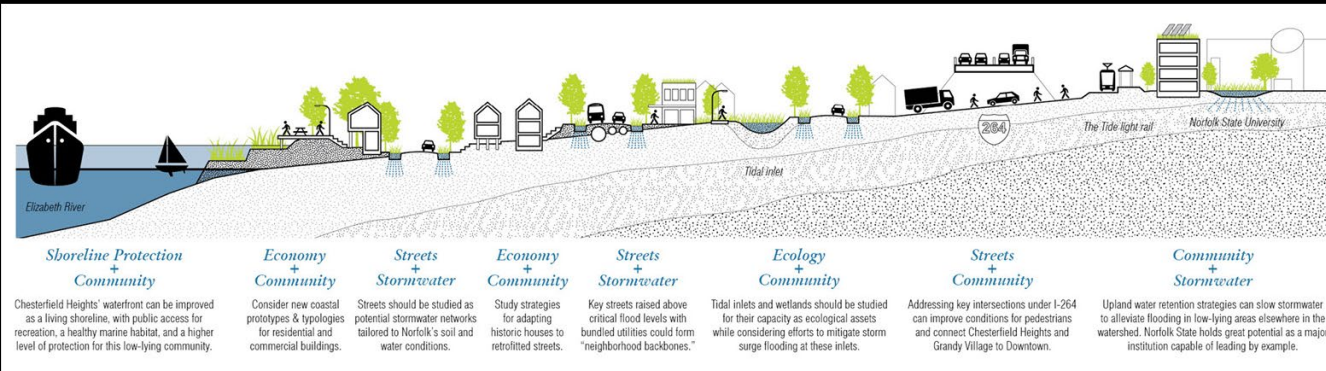 Elizabeth River
Tidal inlet
264
The Tide light rail
Norfolk State University
Shoreline Protection
+
Community
Chesterfield Heights' waterfront can be improved
as a living shoreline, with public access for
recreation, a healthy marine habitat, and a higher
level of protection for this low-lying community.
Economy
+
Community
Consider new coastal
prototypes & typologies
for residential and
commercial buildings.
Streets
+
Stormwater
Streets should be studied as
potential stormwater networks
tailored to Norfolk's soil and
water conditions.
Economy
+
Community
Study strategies
for adapting
historic houses to
retrofitted streets.
Streets
+
Stormwater
Key streets raised above
critical flood levels with
bundled utilities could form
"neighborhood backbones."
Ecology
+
Community
Tidal inlets and wetlands should be studied
for their capacity as ecological assets
while considering efforts to mitigate storm
surge flooding at these inlets.
Streets
+
Community
Addressing key intersections under I-264
can improve conditions for pedestrians
and connect Chesterfield Heights and
Grandy Village to Downtown.
Community
+
Stormwater
Upland water retention strategies can slow stormwater
to alleviate flooding in low-lying areas elsewhere in the
watershed. Norfolk State holds great potential as a major
institution capable of leading by example.